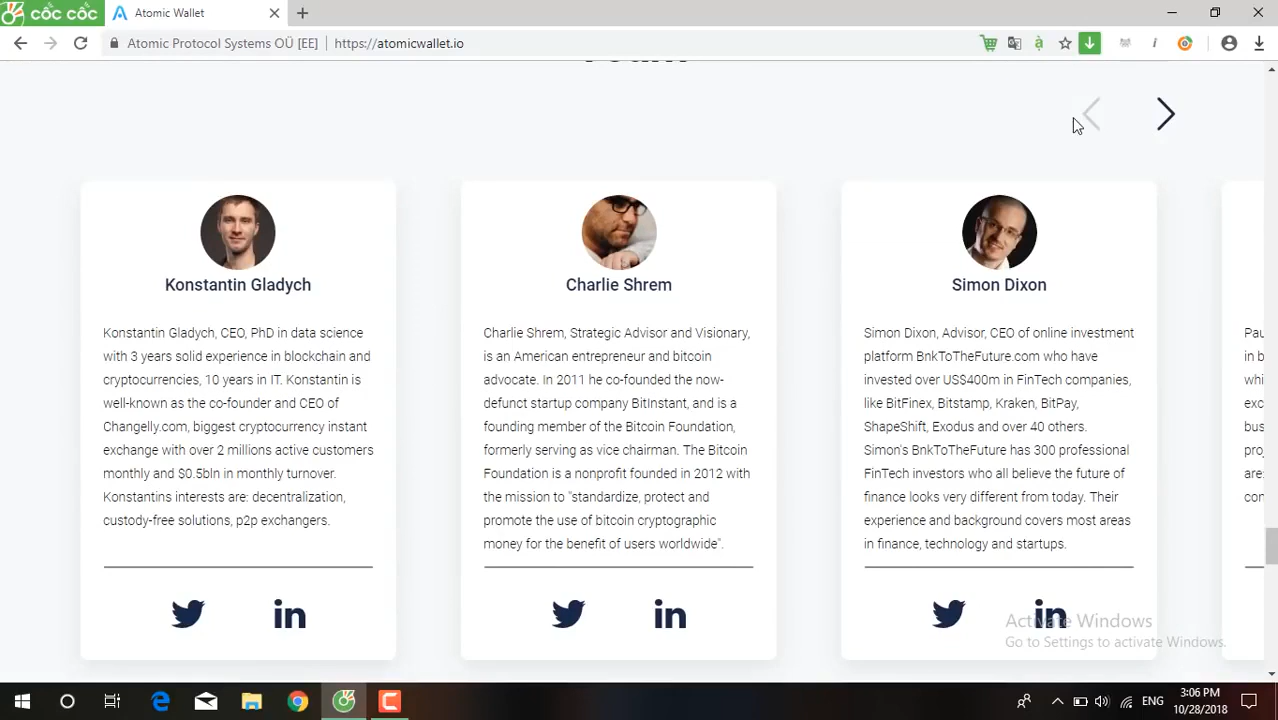 cốc cốc
Atomic Wallet
Atomic Protocol Systems OÜ [EE]
https://atomicwallet.io
Konstantin Gladych
Konstantin Gladych, CEO, PhD in data science
with 3 years solid experience in blockchain and
cryptocurrencies, 10 years in IT. Konstantin is
well-known as the co-founder and CEO of
Changelly.com, biggest cryptocurrency instant
exchange with over 2 millions active customers
monthly and $0.5bln in monthly turnover.
Konstantins interests are: decentralization,
custody-free solutions, p2p exchangers.
in
Charlie Shrem
Charlie Shrem, Strategic Advisor and Visionary,
is an American entrepreneur and bitcoin
advocate. In 2011 he co-founded the now-
defunct startup company BitInstant, and is a
founding member of the Bitcoin Foundation,
formerly serving as vice chairman. The Bitcoin
Foundation is a nonprofit founded in 2012 with
the mission to "standardize, protect and
promote the use of bitcoin cryptographic
money for the benefit of users worldwide".
in
Simon Dixon
Simon Dixon, Advisor, CEO of online investment
platform BnkToTheFuture.com who have
invested over US$400m in FinTech companies,
like BitFinex, Bitstamp, Kraken, BitPay,
ShapeShift, Exodus and over 40 others.
Simon's BnkToTheFuture has 300 professional
FinTech investors who all believe the future of
finance looks very different from today. Their
experience and background covers most areas
in finance, technology and startups.
in
Activate Windows
Go to Settings to activate Windows.
ENG
3:06 PM
10/28/2018